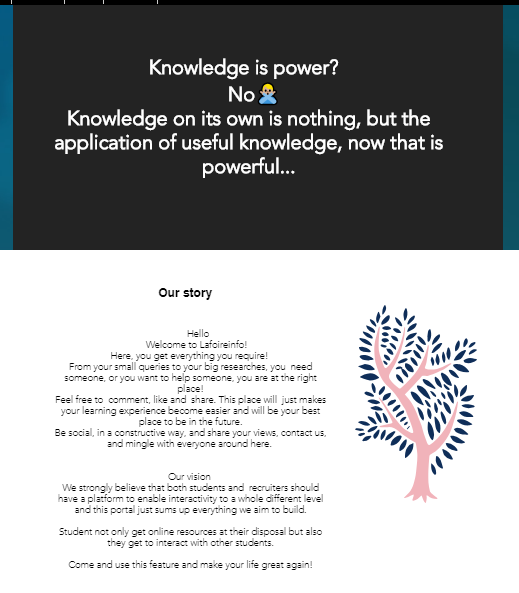 Knowledge is power?
No🙅‍♂️
Knowledge on its own is nothing, but the
application of useful knowledge, now that is
powerful...
Our story
Hello
Welcome to Lafoireinfo!
Here, you get everything you require!
From your small queries to your big researches, you need
someone, or you want to help someone, you are at the right
place!
Feel free to comment, like and share. This place will just makes
your learning experience become easier and will be your best
place to be in the future.
Be social, in a constructive way, and share your views, contact us,
and mingle with everyone around here.
Our vision
We strongly believe that both students and recruiters should
have a platform to enable interactivity to a whole different level
and this portal just sums up everything we aim to build.
Student not only get online resources at their disposal but also
they get to interact with other students.
Come and use this feature and make your life great again!